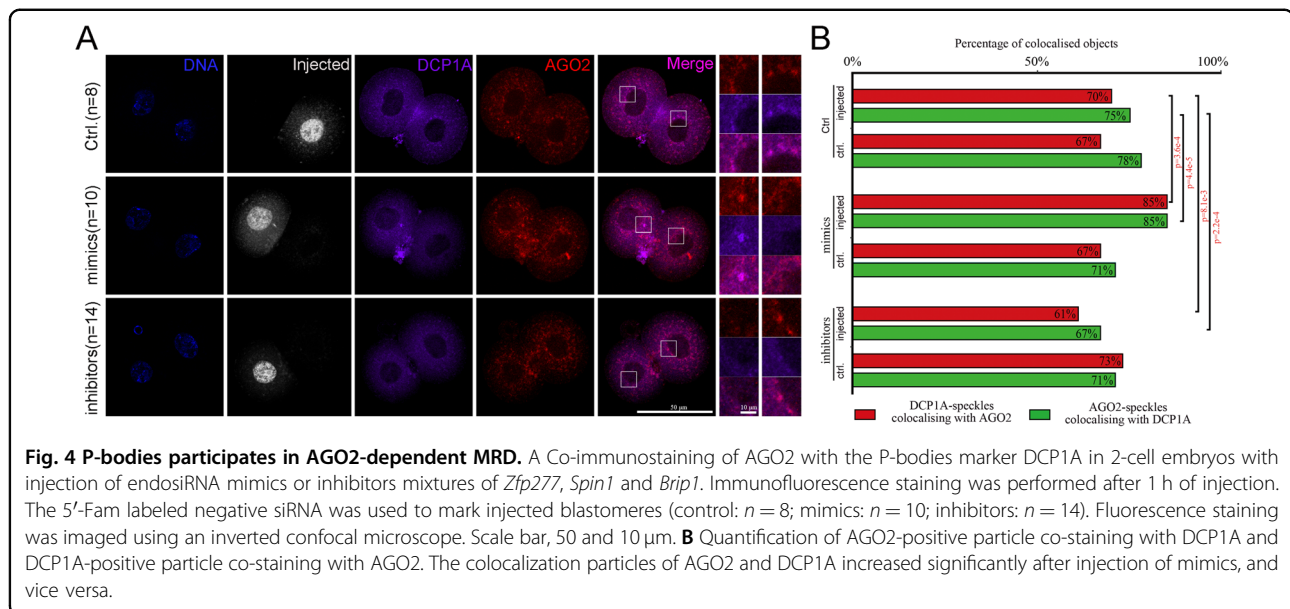 A
DNA
Injected
DCP1A
AGO2
Merge
Ctrl.(n=8)
mimics(n=10)
inhibitors(n=14)
50 μm
10 μm
B
Percentage of colocalised objects
0%
50%
100%
Ctrl
injected
70%
75%
ctrl.
67%
78%
mimics
injected
85%
85%
ctrl.
67%
71%
inhibitors
injected
61%
67%
ctrl.
73%
71%
p=3.6e-4
p=4.4e-5
p=8.1e-3
p=2.2e-4
DCP1A-speckles
colocalising with AGO2
AGO2-speckles
colocalising with DCP1A
Fig. 4 P-bodies participates in AGO2-dependent MRD. A Co-immunostaining of AGO2 with the P-bodies marker DCP1A in 2-cell embryos with
injection of endosiRNA mimics or inhibitors mixtures of Zfp277, Spin1 and Brip1. Immunofluorescence staining was performed after 1 h of injection.
The 5′-Fam labeled negative siRNA was used to mark injected blastomeres (control: n = 8; mimics: n = 10; inhibitors: n = 14). Fluorescence staining
was imaged using an inverted confocal microscope. Scale bar, 50 and 10 μm. B Quantification of AGO2-positive particle co-staining with DCP1A and
DCP1A-positive particle co-staining with AGO2. The colocalization particles of AGO2 and DCP1A increased significantly after injection of mimics, and
vice versa.